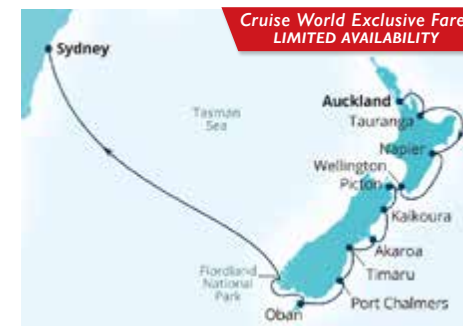 Cruise World Exclusive Fare
LIMITED AVAILABILITY
Sydney
Tasman
Sea
Auckland
Tauranga
Napier
Wellington
Picton
Kaikoura
Akaroa
Timaru
Fiordland
National
Park
Port Chalmers
Oban